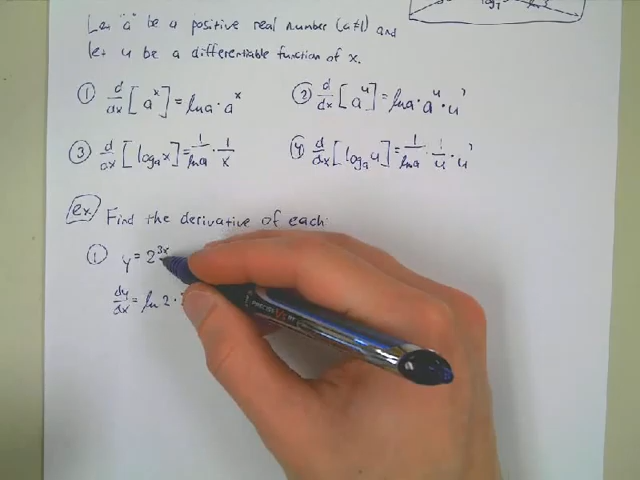 Let "a" be a positive real number (a≠1) and
let u be a differentiable function of x.
① d/dx [a^x] = ln a · a^x
② d/dx [a^u] = ln a · a^u · u'
③ d/dx [log_a x] = 1/ln a · 1/x
④ d/dx [log_a u] = 1/ln a · 1/u · u'
ex. Find the derivative of each:
① y = 2^3x
dy/dx = ln 2 ·